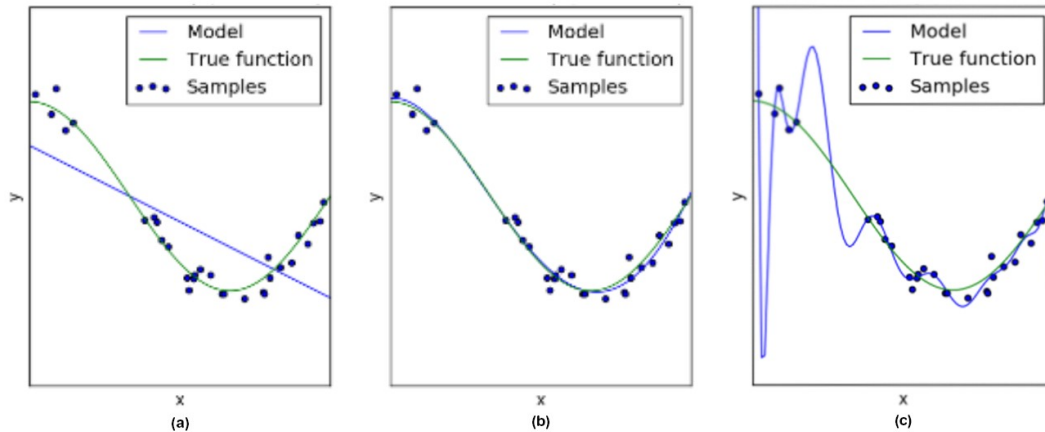 Model
True function
Samples
y
x
(a)
Model
True function
Samples
y
x
(b)
Model
True function
Samples
y
x
(c)